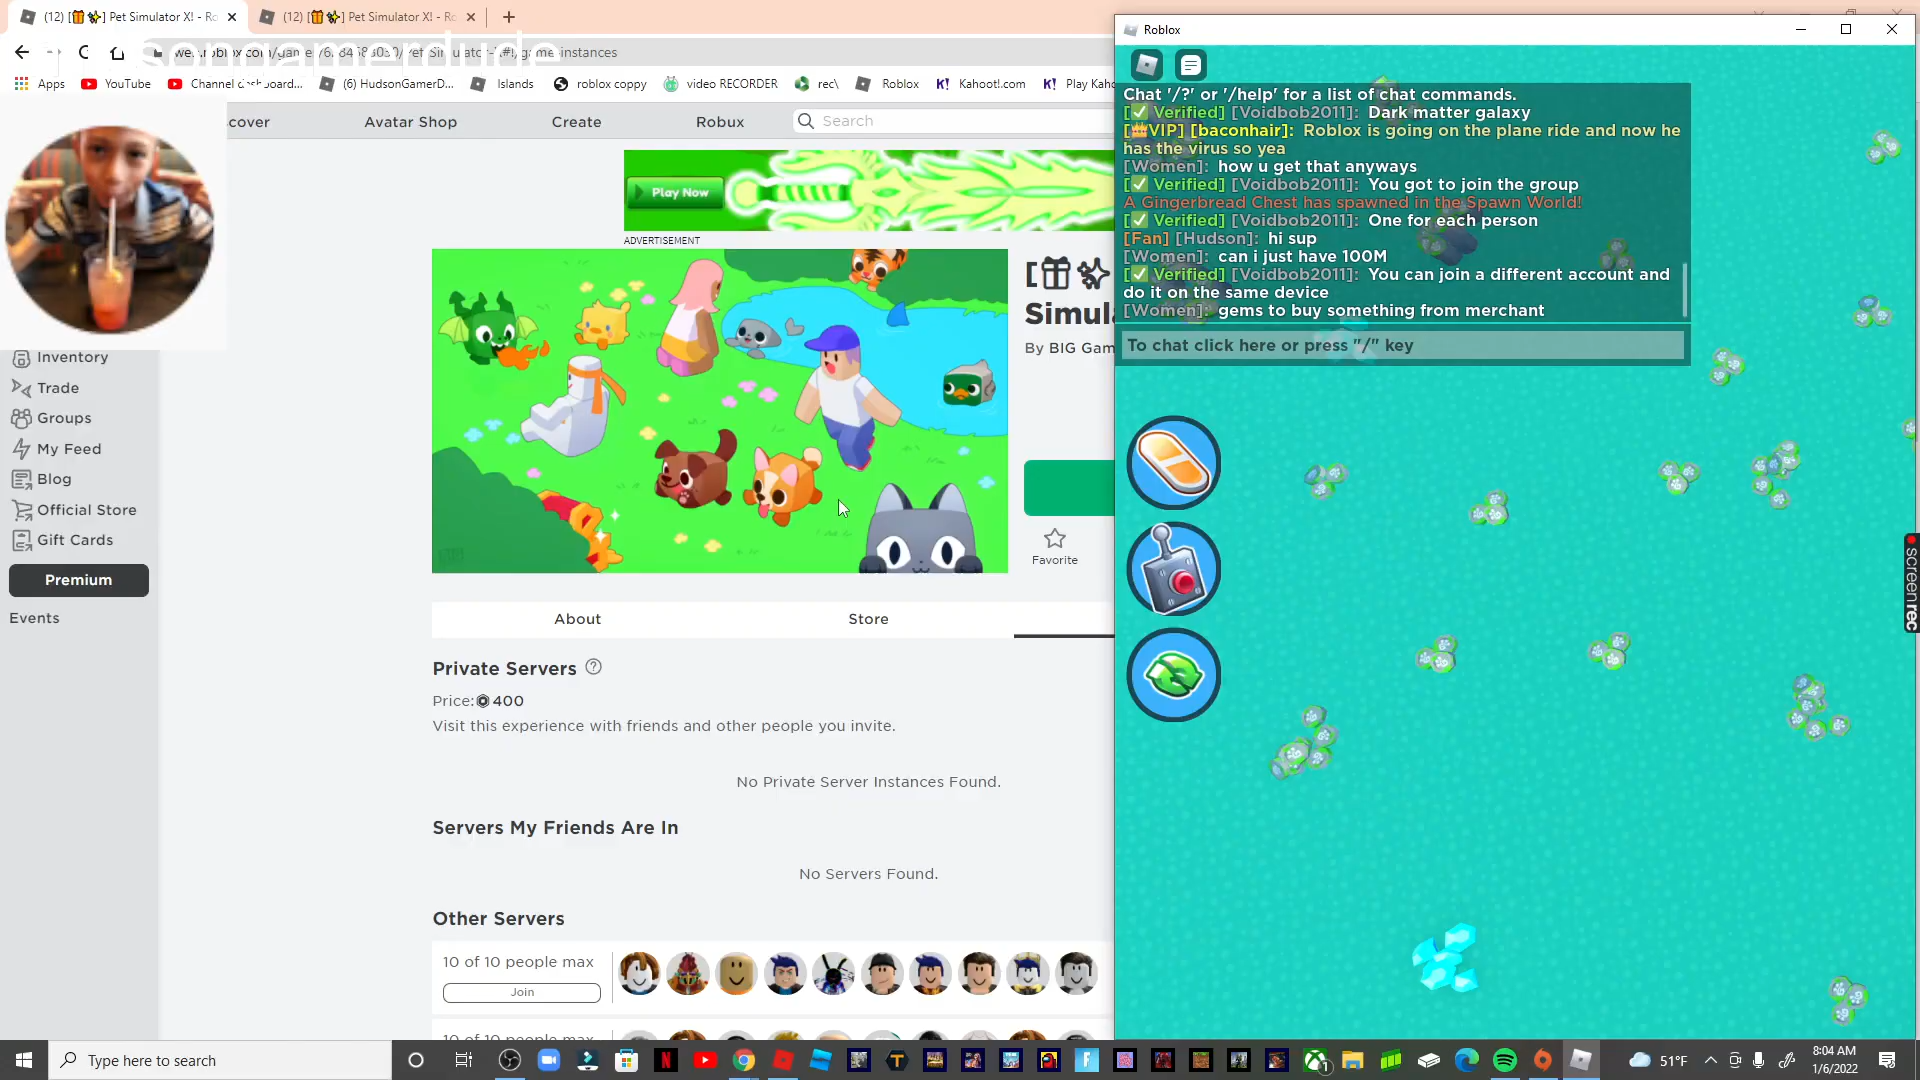 (12) [🎁✨] Pet Simulator X! - Ro
(12) [🎁✨] Pet Simulator X! - Ro
songamerdude
game-instances
Apps
YouTube
Channel dashboard...
(6) HudsonGamerD...
Islands
roblox coppy
video RECORDER
rec\
Roblox
Kahoot!.com
Play Kaho
cover
Avatar Shop
Create
Robux
Search
Play Now
ADVERTISEMENT
[🎁✨
By BIG Gam
Favorite
Inventory
Trade
Groups
My Feed
Blog
Official Store
Gift Cards
Premium
Events
About
Store
Private Servers
Price: 400
Visit this experience with friends and other people you invite.
No Private Server Instances Found.
Servers My Friends Are In
No Servers Found.
Other Servers
10 of 10 people max
Join
10 of 10 people max
Roblox
Chat '/?' or '/help' for a list of chat commands.
[✅ Verified] [Voidbob2011]: Dark matter galaxy
[👑VIP] [baconhair]: Roblox is going on the plane ride and now he
has the virus so yea
[Women]: how u get that anyways
[✅ Verified] [Voidbob2011]: You got to join the group
A Gingerbread Chest has spawned in the Spawn World!
[✅ Verified] [Voidbob2011]: One for each person
[Fan] [Hudson]: hi sup
[Women]: can i just have 100M
[✅ Verified] [Voidbob2011]: You can join a different account and
do it on the same device
[Women]: gems to buy something from merchant
To chat click here or press "/" key
screenrec
Type here to search
51°F
8:04 AM
1/6/2022